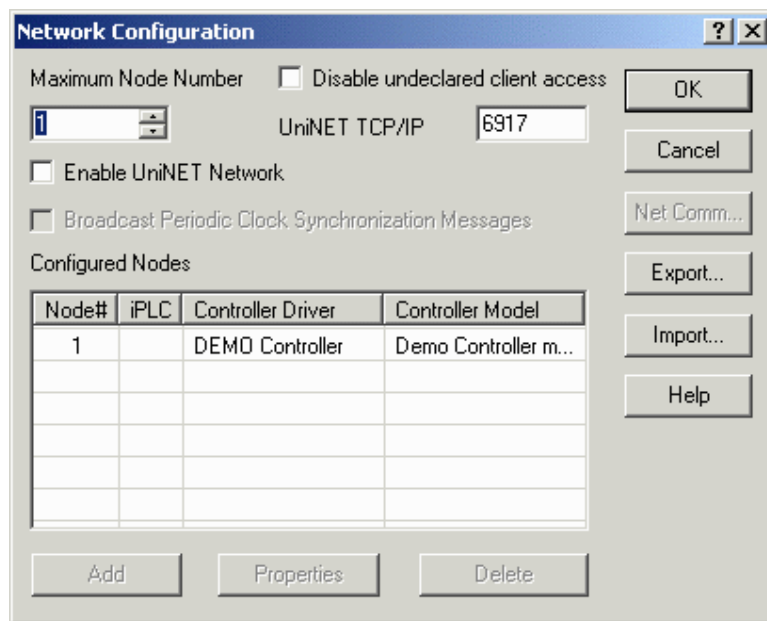 Network Configuration
Maximum Node Number
Disable undeclared client access
OK
1
UniNET TCP/IP
6917
Cancel
Enable UniNET Network
Broadcast Periodic Clock Synchronization Messages
Net Comm...
Configured Nodes
Export...
Node# iPLC Controller Driver Controller Model
1 DEMO Controller Demo Controller m...
Import...
Help
Add Properties Delete